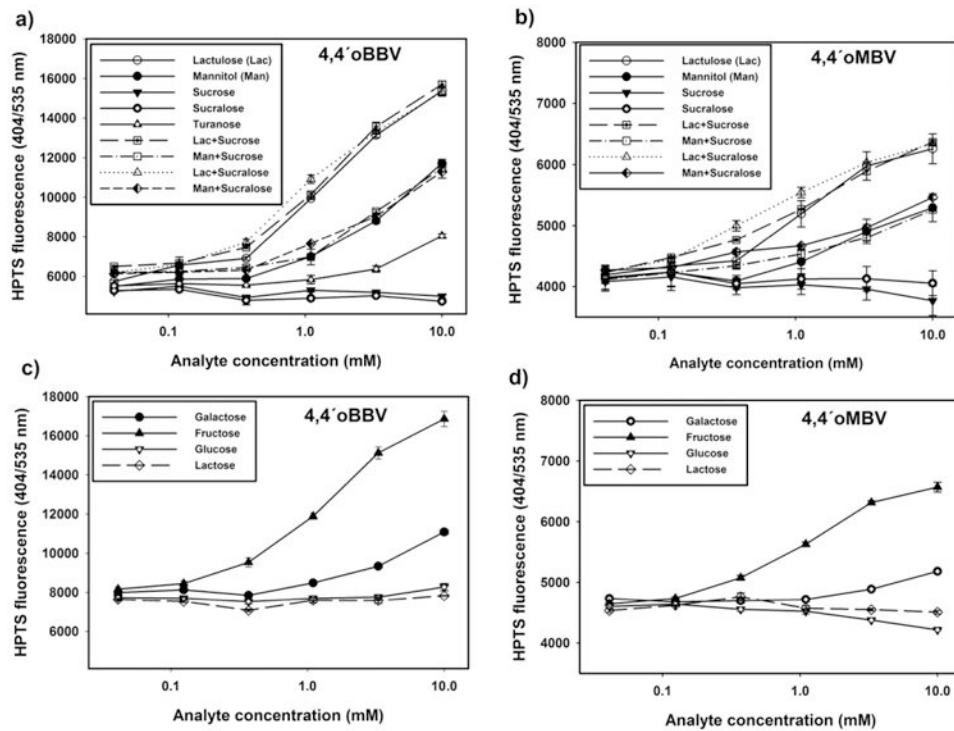 a)
4,4´oBBV
18000
16000
14000
12000
10000
8000
6000
HPTS fluorescence (404/535 nm)
Lactulose (Lac)
Mannitol (Man)
Sucrose
Sucralose
Turanose
Lac+Sucrose
Man+Sucrose
Lac+Sucralose
Man+Sucralose
0.1
1.0
10.0
Analyte concentration (mM)
b)
4,4´oMBV
8000
7000
6000
5000
4000
HPTS fluorescence (404/535 nm)
Lactulose (Lac)
Mannitol (Man)
Sucrose
Sucralose
Lac+Sucrose
Man+Sucrose
Lac+Sucralose
Man+Sucralose
0.1
1.0
10.0
Analyte concentration (mM)
c)
4,4´oBBV
18000
16000
14000
12000
10000
8000
6000
HPTS fluorescence (404/535 nm)
Galactose
Fructose
Glucose
Lactose
0.1
1.0
10.0
Analyte concentration (mM)
d)
4,4´oMBV
8000
7000
6000
5000
4000
HPTS fluorescence (404/535 nm)
Galactose
Fructose
Glucose
Lactose
0.1
1.0
10.0
Analyte concentration (mM)